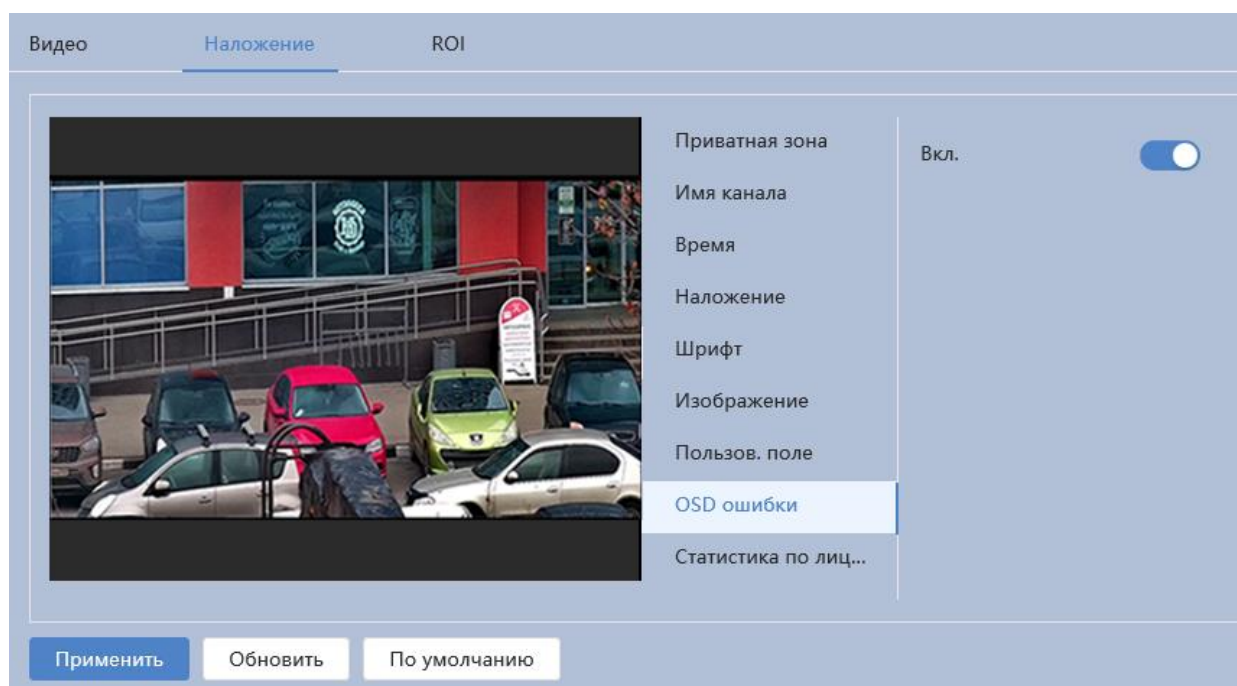 Видео Наложение ROI
Приватная зона
Вкл.
Имя канала
Время
Наложение
Шрифт
Изображение
Пользов. поле
OSD ошибки
Статистика по лиц...
Применить Обновить По умолчанию